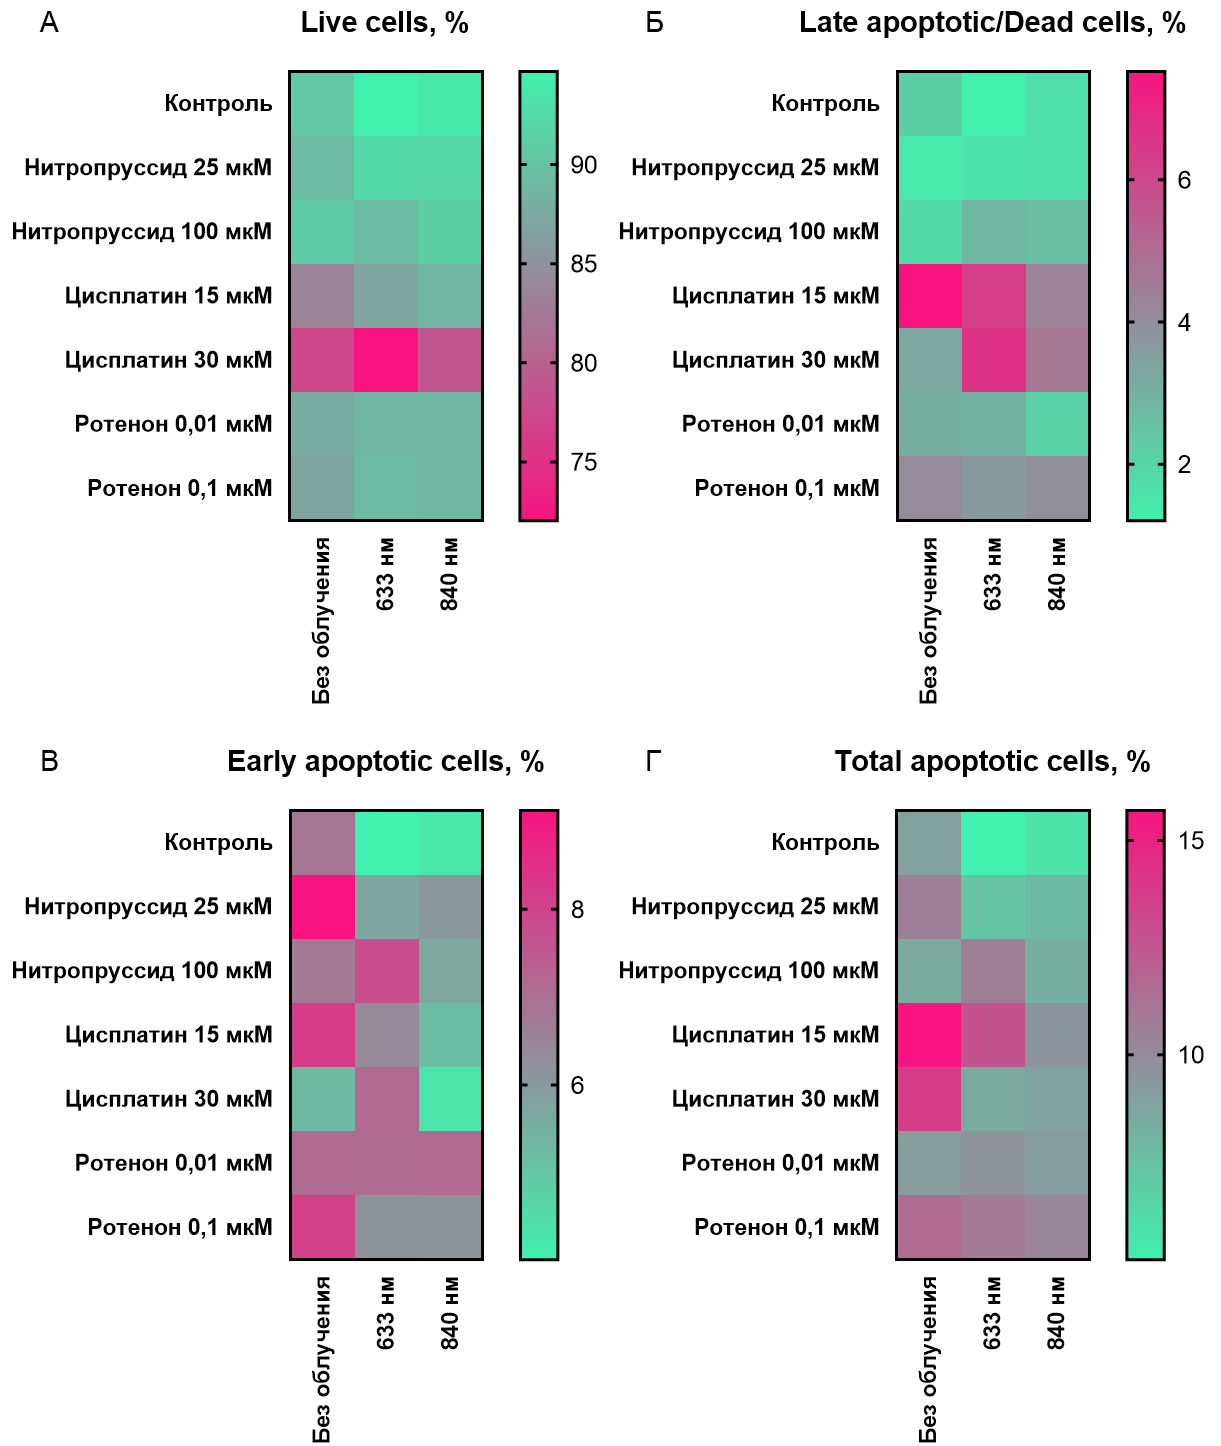 А
Live cells, %
Контроль
Нитропруссид 25 мкМ
Нитропруссид 100 мкМ
Цисплатин 15 мкМ
Цисплатин 30 мкМ
Ротенон 0,01 мкМ
Ротенон 0,1 мкМ
90
85
80
75
Без облучения
633 нм
840 нм
Б
Late apoptotic/Dead cells, %
Контроль
Нитропруссид 25 мкМ
Нитропруссид 100 мкМ
Цисплатин 15 мкМ
Цисплатин 30 мкМ
Ротенон 0,01 мкМ
Ротенон 0,1 мкМ
6
4
2
Без облучения
633 нм
840 нм
В
Early apoptotic cells, %
Контроль
Нитропруссид 25 мкМ
Нитропруссид 100 мкМ
Цисплатин 15 мкМ
Цисплатин 30 мкМ
Ротенон 0,01 мкМ
Ротенон 0,1 мкМ
8
6
Без облучения
633 нм
840 нм
Г
Total apoptotic cells, %
Контроль
Нитропруссид 25 мкМ
Нитропруссид 100 мкМ
Цисплатин 15 мкМ
Цисплатин 30 мкМ
Ротенон 0,01 мкМ
Ротенон 0,1 мкМ
15
10
Без облучения
633 нм
840 нм